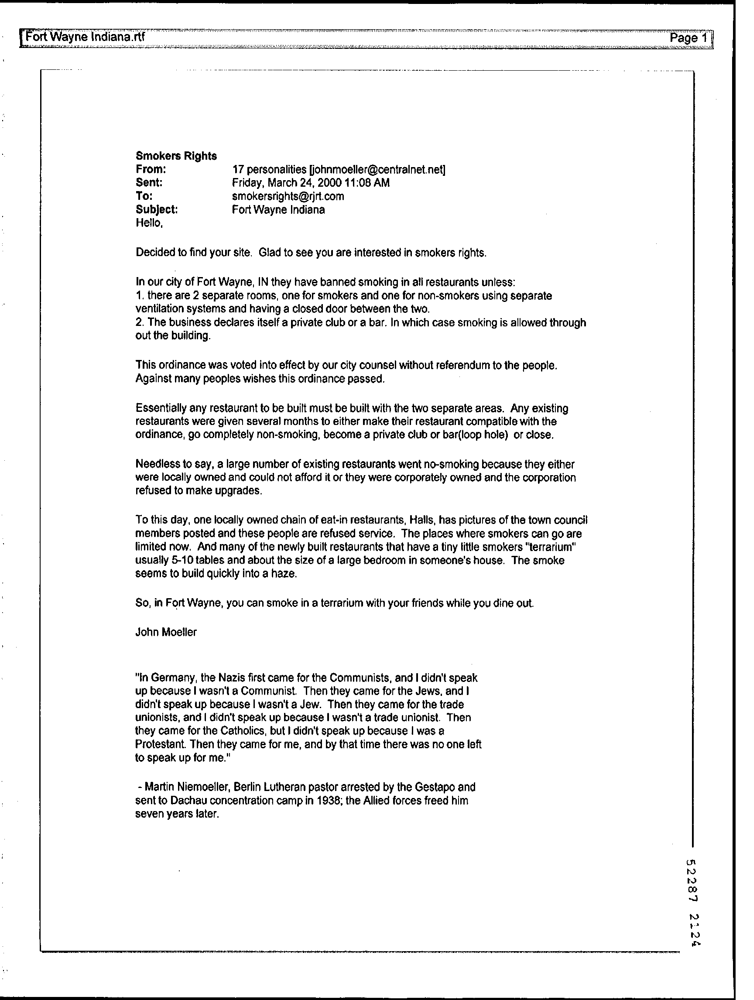 Fort Wayne Indiana.rtf Page 1
Smokers Rights
From: 17 personalities [johnmoeller@centralnet.net]
Sent: Friday, March 24, 2000 11:08 AM
To: smokersrights@rjrt.com
Subject: Fort Wayne Indiana
Hello,
Decided to find your site. Glad to see you are interested in smokers rights.
In our city of Fort Wayne, IN they have banned smoking in all restaurants unless:
1. there are 2 separate rooms, one for smokers and one for non-smokers using separate
ventilation systems and having a closed door between the two.
2. The business declares itself a private club or a bar. In which case smoking is allowed through
out the building.
This ordinance was voted into effect by our city counsel without referendum to the people.
Against many peoples wishes this ordinance passed.
Essentially any restaurant to be built must be built with the two separate areas. Any existing
restaurants were given several months to either make their restaurant compatible with the
ordinance, go completely non-smoking, become a private club or bar(loop hole) or close.
Needless to say, a large number of existing restaurants went no-smoking because they either
were locally owned and could not afford it or they were corporately owned and the corporation
refused to make upgrades.
To this day, one locally owned chain of eat-in restaurants, Halls, has pictures of the town council
members posted and these people are refused service. The places where smokers can go are
limited now. And many of the newly built restaurants that have a tiny little smokers "terrarium"
usually 5-10 tables and about the size of a large bedroom in someone's house. The smoke
seems to build quickly into a haze.
So, in Fort Wayne, you can smoke in a terrarium with your friends while you dine out.
John Moeller
"In Germany, the Nazis first came for the Communists, and I didn't speak
up because I wasn't a Communist. Then they came for the Jews, and I
didn't speak up because I wasn't a Jew. Then they came for the trade
unionists, and I didn't speak up because I wasn't a trade unionist. Then
they came for the Catholics, but I didn't speak up because I was a
Protestant. Then they came for me, and by that time there was no one left
to speak up for me."
- Martin Niemoeller, Berlin Lutheran pastor arrested by the Gestapo and
sent to Dachau concentration camp in 1938; the Allied forces freed him
seven years later.
52287 2124